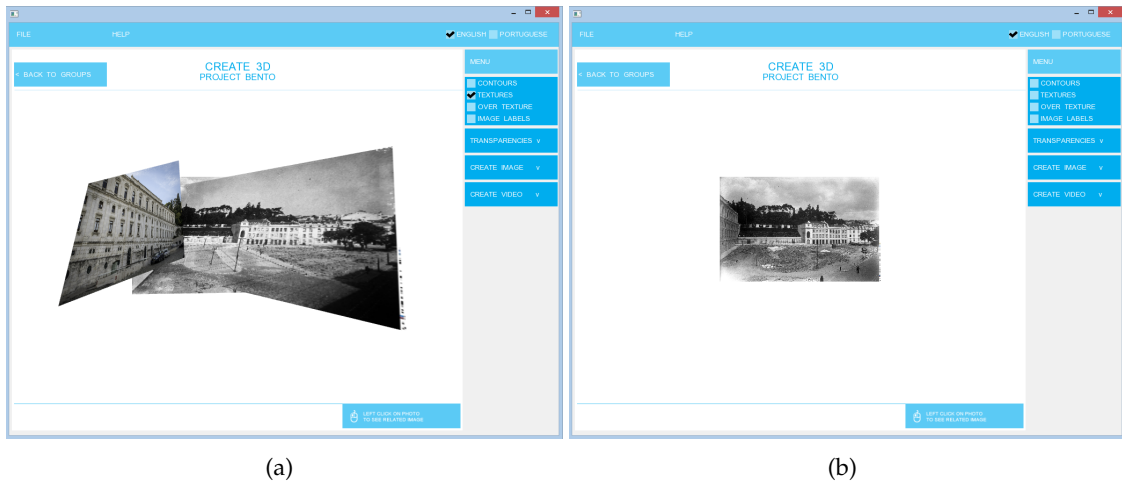 FILE HELP ENGLISH PORTUGUESE
< BACK TO GROUPS
CREATE 3D
PROJECT BENTO
MENU
CONTOURS
TEXTURES
OVER TEXTURE
IMAGE LABELS
TRANSPARENCIES v
CREATE IMAGE v
CREATE VIDEO v
LEFT CLICK ON PHOTO
TO SEE RELATED IMAGE
(a)
FILE HELP ENGLISH PORTUGUESE
< BACK TO GROUPS
CREATE 3D
PROJECT BENTO
MENU
CONTOURS
TEXTURES
OVER TEXTURE
IMAGE LABELS
TRANSPARENCIES v
CREATE IMAGE v
CREATE VIDEO v
LEFT CLICK ON PHOTO
TO SEE RELATED IMAGE
(b)